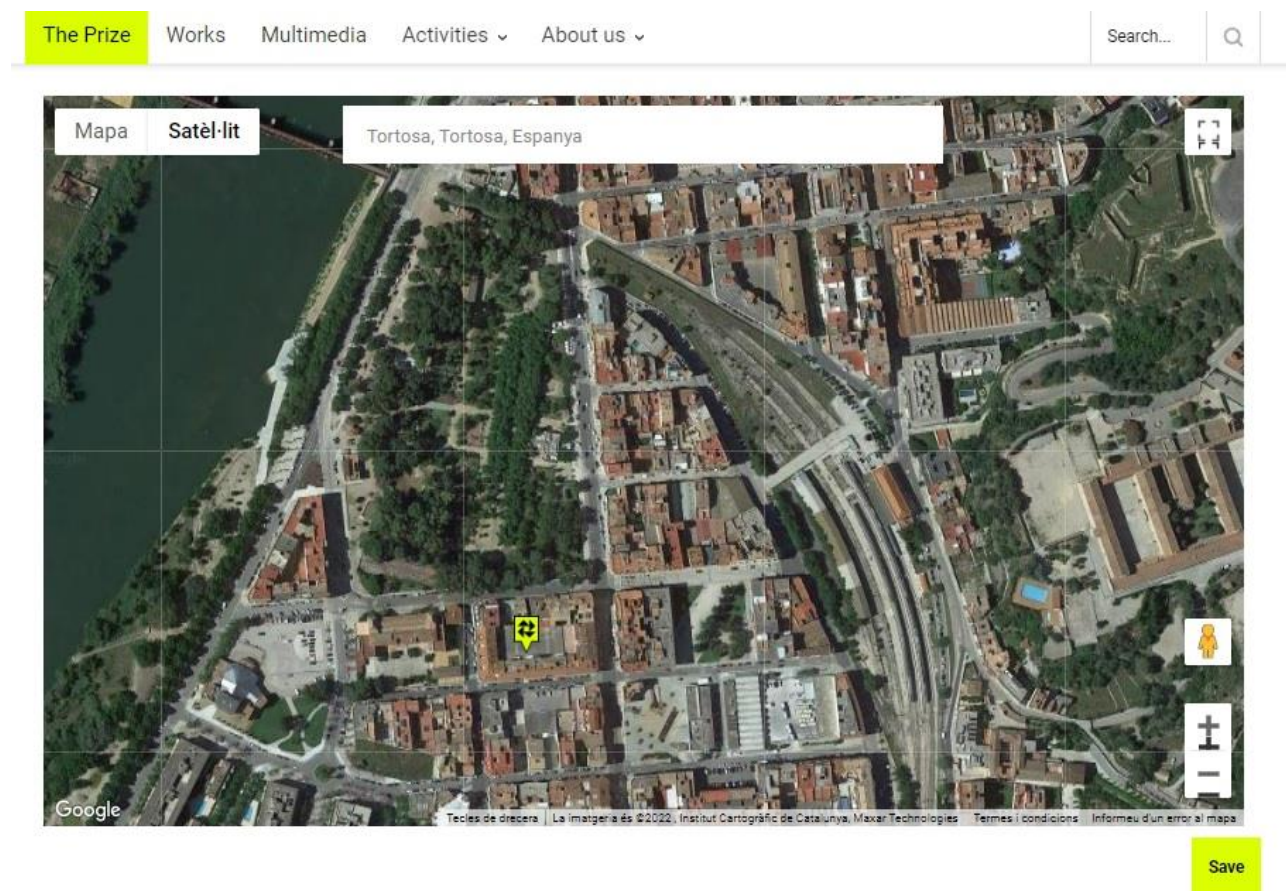 The Prize Works Multimedia Activities About us Search...
Mapa Satèl·lit Tortosa, Tortosa, Espanya
Google
Tecles de drecera La imatgeria és ©2022 , Institut Cartogràfic de Catalunya, Maxar Technologies Termes i condicions Informeu d'un error al mapa
Save